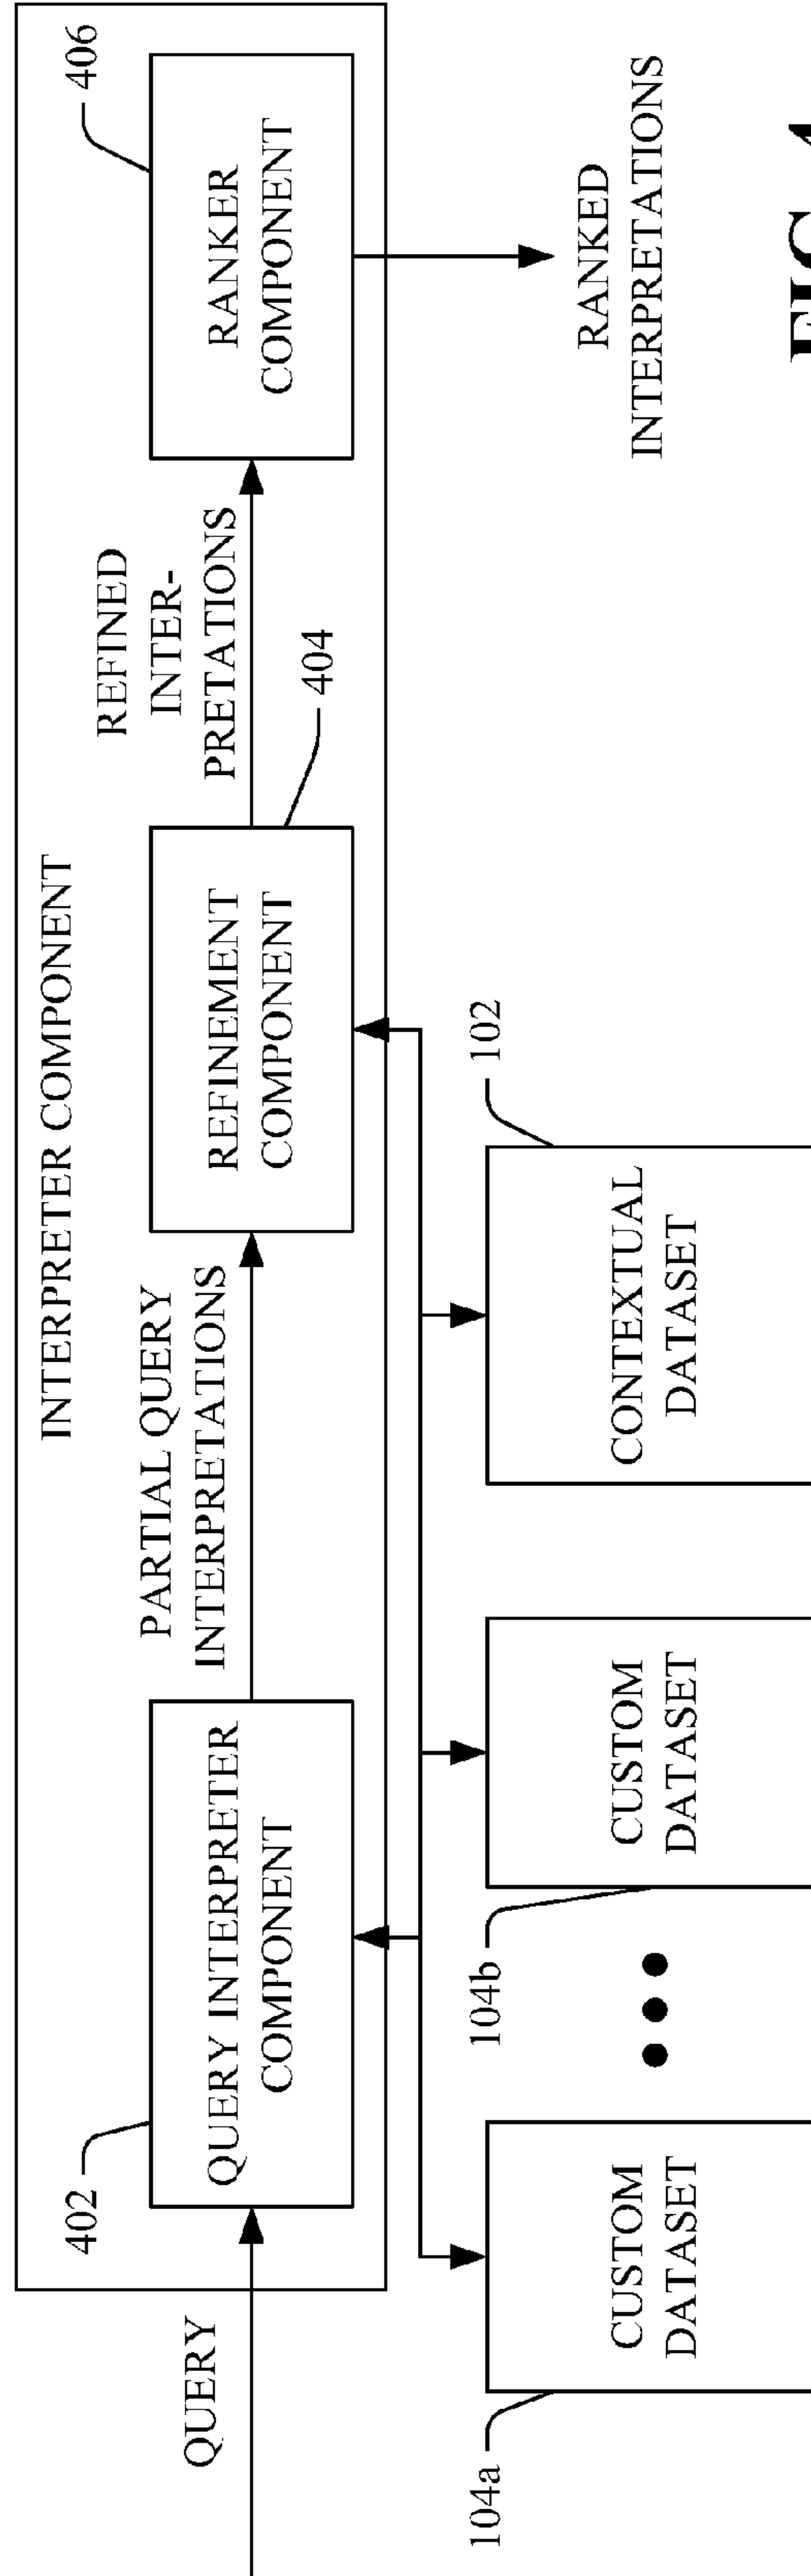 INTERPRETER COMPONENT
402
406
QUERY
QUERY INTERPRETER
COMPONENT
PARTIAL QUERY
INTERPRETATIONS
REFINEMENT
COMPONENT
404
REFINED
INTER-
PRETATIONS
RANKER
COMPONENT
104a
104b
102
CUSTOM
DATASET
CUSTOM
DATASET
CONTEXTUAL
DATASET
RANKED
INTERPRETATIONS